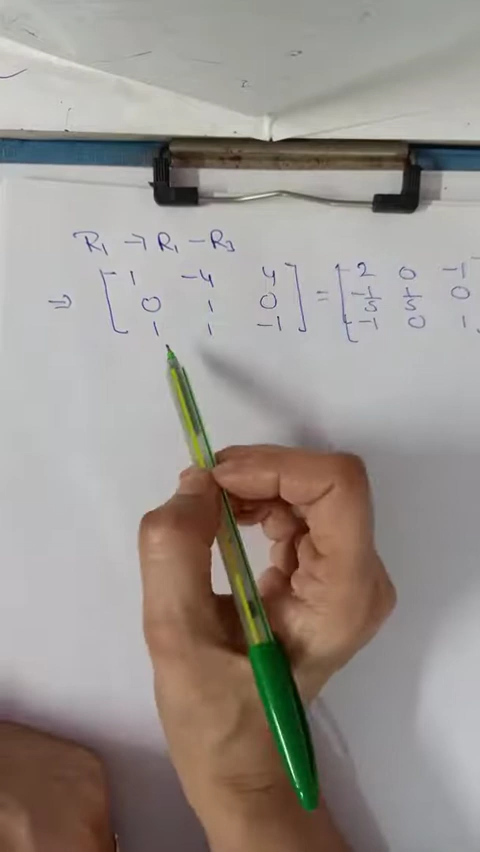 R₁ → R₁ - R₃
⇒ [ 1 -4 4 ] = [ 2 0 -1
0 1 0 -1/5 1/5 0
1 1 -1 -1 0 1